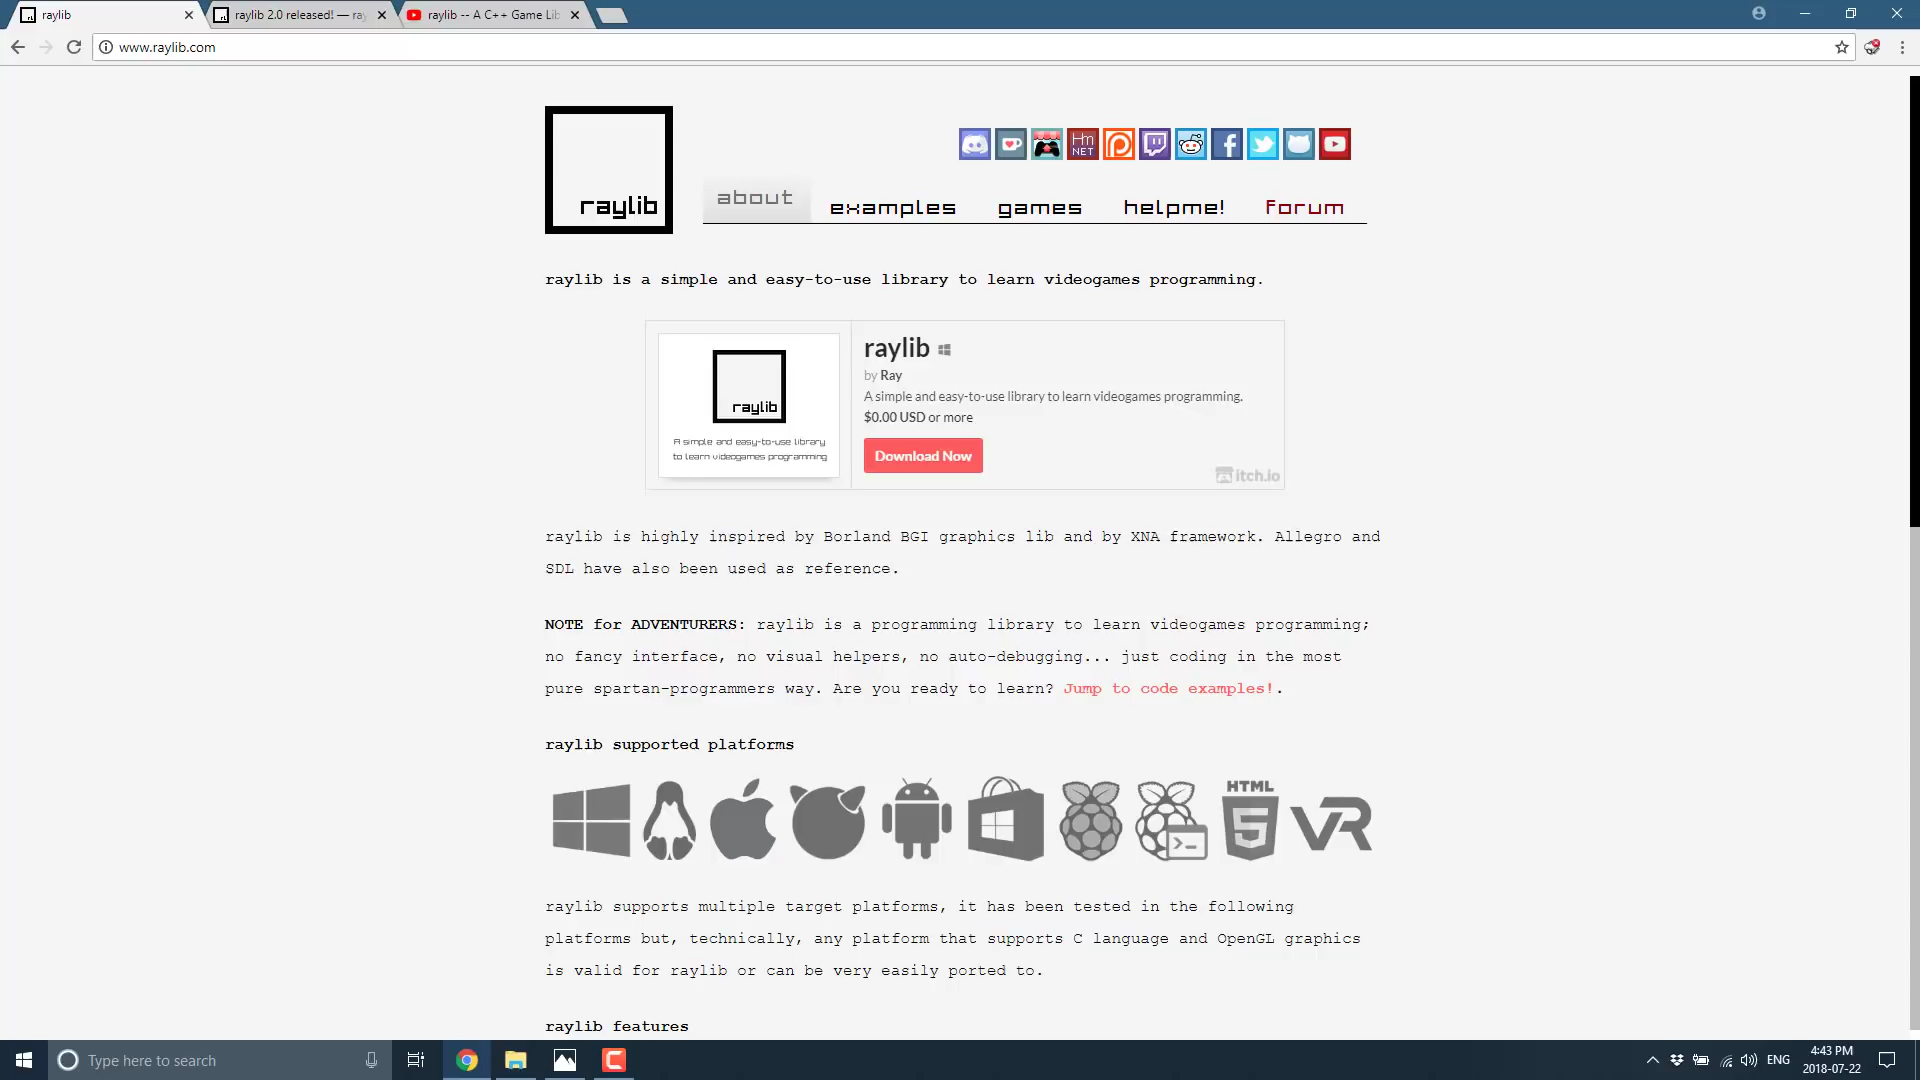 raylib
raylib 2.0 released! — ray
raylib -- A C++ Game Lib
www.raylib.com
raylib
Hm
NET
about
examples
games
helpme!
forum
raylib is a simple and easy-to-use library to learn videogames programming.
raylib
A simple and easy-to-use library
to learn videogames programming
raylib
by Ray
A simple and easy-to-use library to learn videogames programming.
$0.00 USD or more
Download Now
itch.io
raylib is highly inspired by Borland BGI graphics lib and by XNA framework. Allegro and
SDL have also been used as reference.
NOTE for ADVENTURERS: raylib is a programming library to learn videogames programming;
no fancy interface, no visual helpers, no auto-debugging... just coding in the most
pure spartan-programmers way. Are you ready to learn? Jump to code examples!.
raylib supported platforms
HTML
5
VR
raylib supports multiple target platforms, it has been tested in the following
platforms but, technically, any platform that supports C language and OpenGL graphics
is valid for raylib or can be very easily ported to.
raylib features
Type here to search
ENG
4:43 PM
2018-07-22